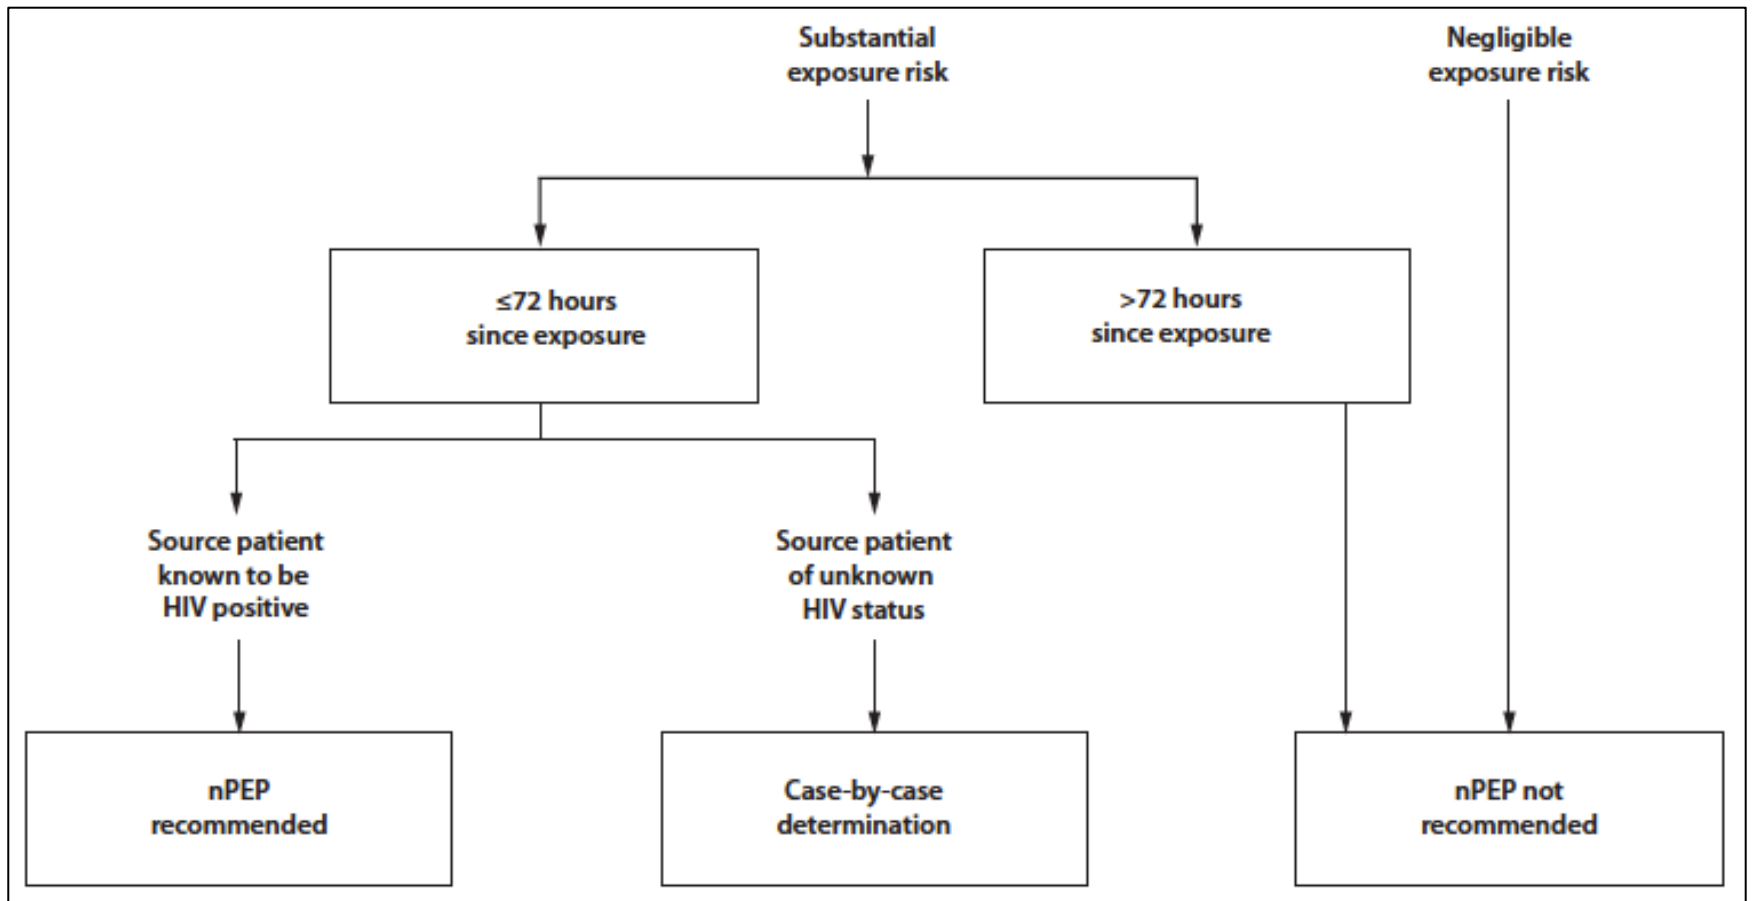 Substantial
exposure risk
Negligible
exposure risk
≤72 hours
since exposure
>72 hours
since exposure
Source patient
known to be
HIV positive
Source patient
of unknown
HIV status
nPEP
recommended
Case-by-case
determination
nPEP not
recommended